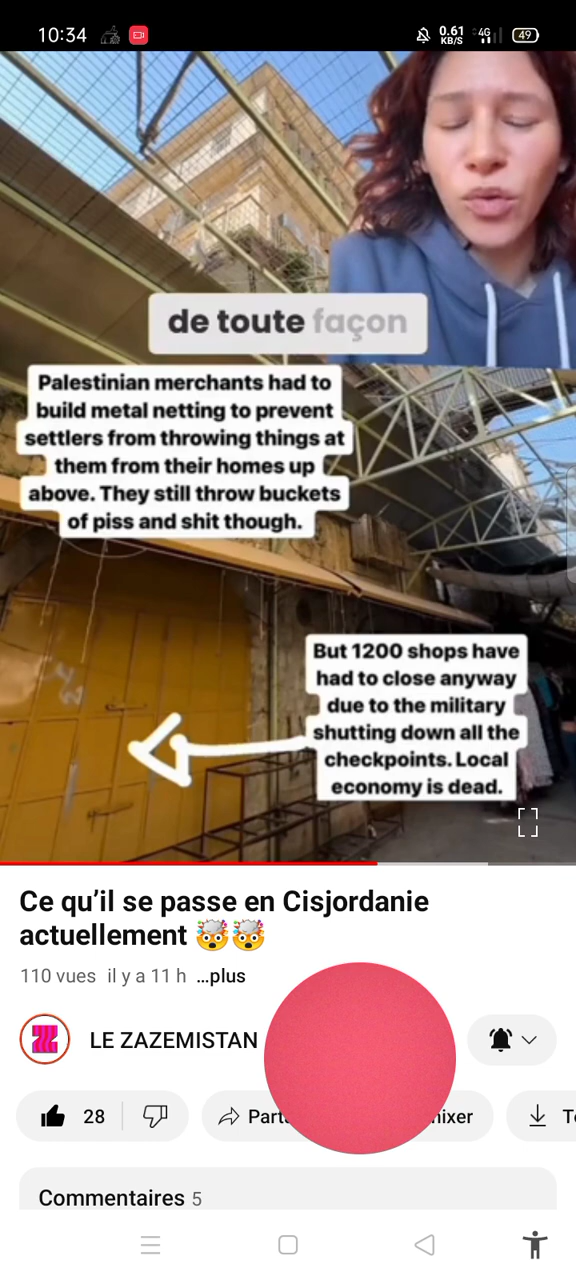 10:34
0.61
KB/S
4G
49
de toute façon
Palestinian merchants had to
build metal netting to prevent
settlers from throwing things at
them from their homes up
above. They still throw buckets
of piss and shit though.
But 1200 shops have
had to close anyway
due to the military
shutting down all the
checkpoints. Local
economy is dead.
Ce qu’il se passe en Cisjordanie
actuellement 🤯🤯
110 vues il y a 11 h ...plus
LE ZAZEMISTAN
28
Commentaires 5